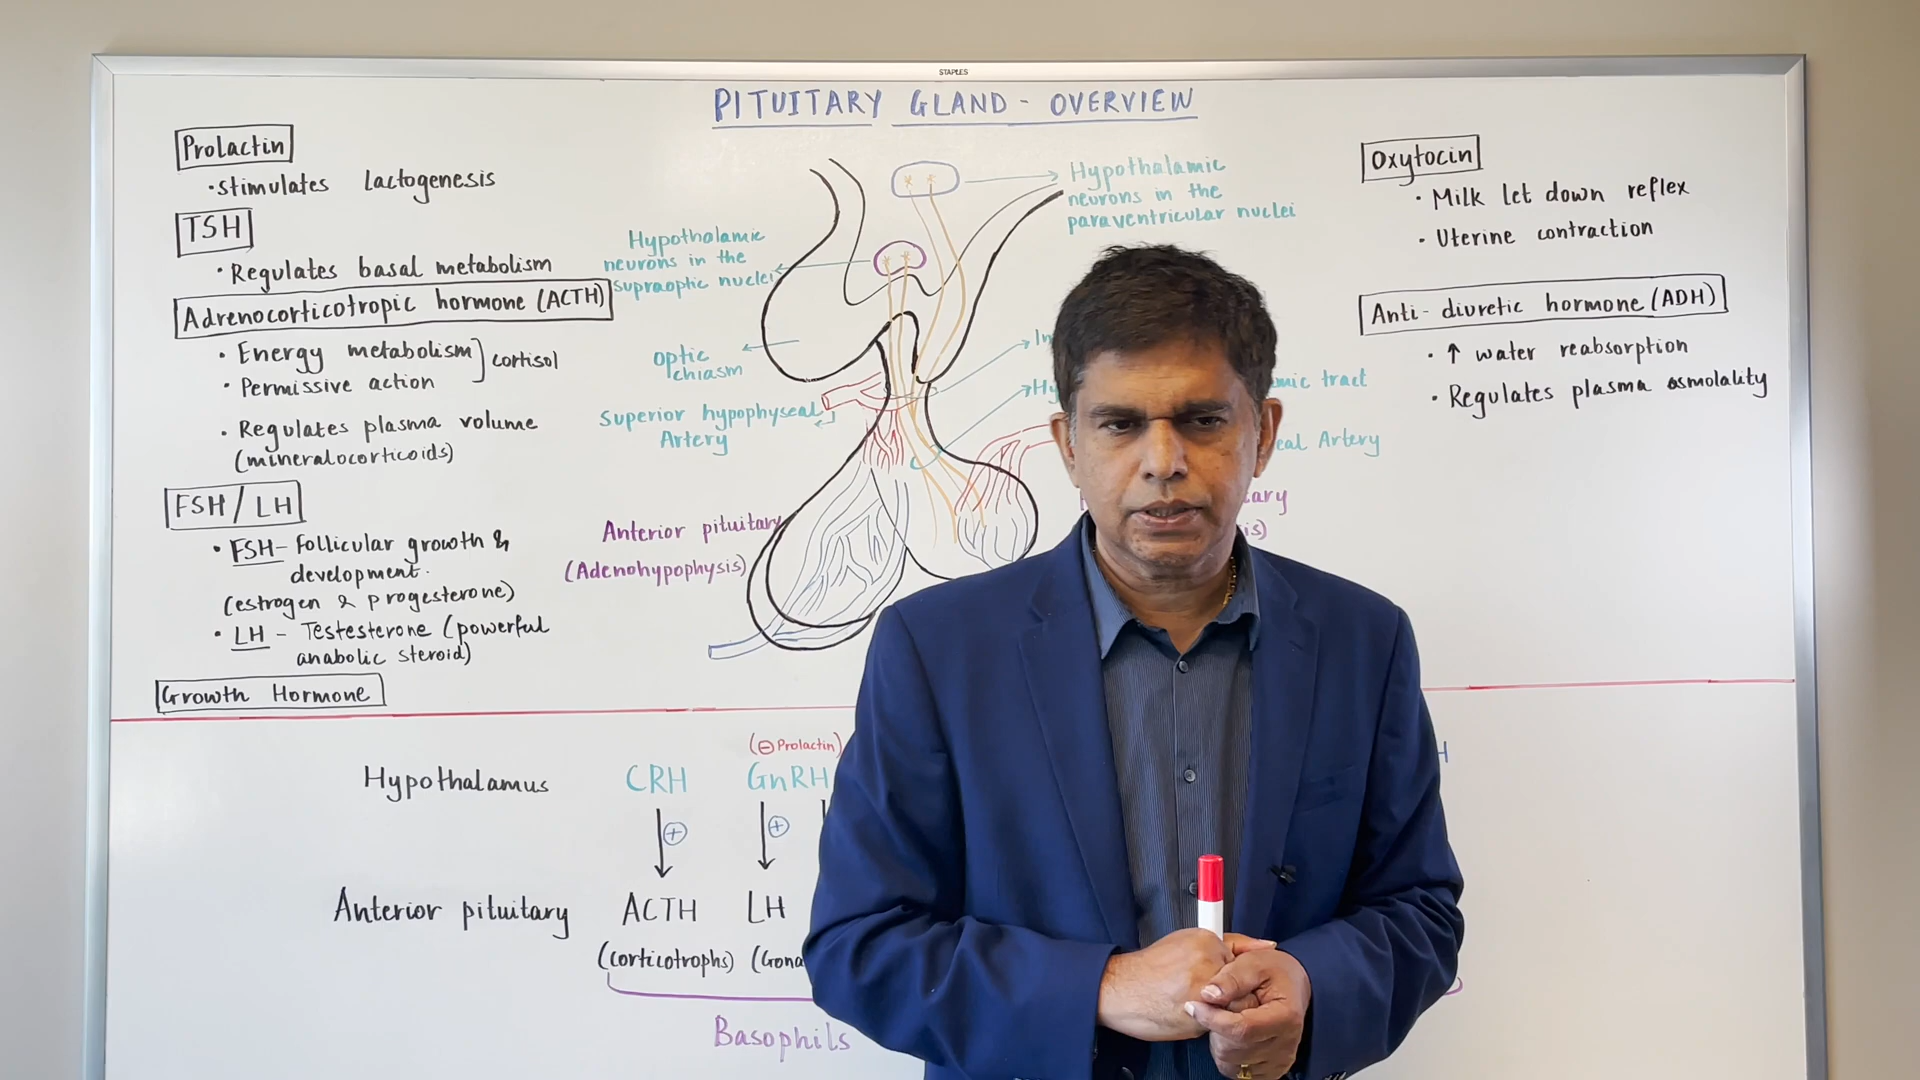 STAPLES
PITUITARY GLAND - OVERVIEW
Prolactin
• Stimulates Lactogenesis
TSH
• Regulates basal metabolism
Adrenocorticotropic hormone (ACTH)
• Energy metabolism
• Permissive action
cortisol
• Regulates plasma volume
(mineralocorticoids)
FSH / LH
• FSH - Follicular growth &
development.
(estrogen & progesterone)
• LH - Testesterone (powerful
anabolic steroid)
Growth Hormone
Hypothalamic
neurons in the
supraoptic nuclei
optic
chiasm
Superior hypophyseal
Artery
Anterior pituitary
(Adenohypophysis)
Hypothalamic
neurons in the
paraventricular nuclei
tract
Artery
Oxytocin
• Milk let down reflex
• Uterine contraction
Anti-diuretic hormone (ADH)
• ↑ water reabsorption
• Regulates plasma osmolality
(⊖ Prolactin)
Hypothalamus CRH GnRH
⊕ ⊕
Anterior pituitary ACTH LH
(corticotrophs)
Basophils